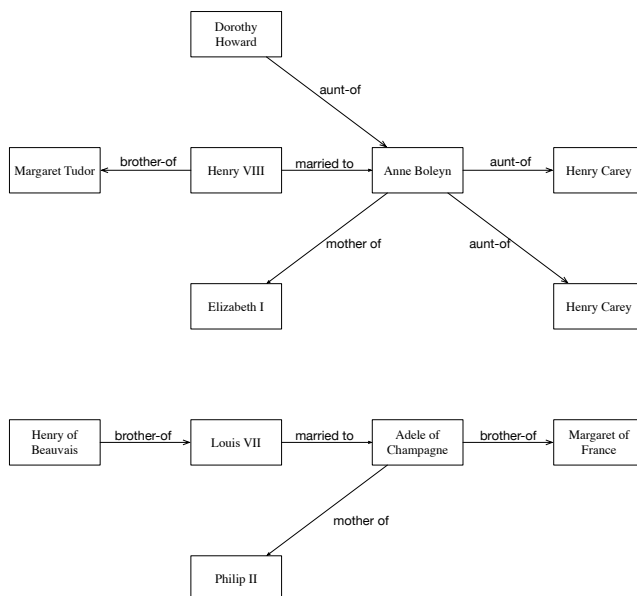 Dorothy
Howard
aunt-of
Margaret Tudor
brother-of
Henry VIII
married to
Anne Boleyn
aunt-of
Henry Carey
mother of
aunt-of
Elizabeth I
Henry Carey
Henry of
Beauvais
brother-of
Louis VII
married to
Adele of
Champagne
brother-of
Margaret of
France
mother of
Philip II